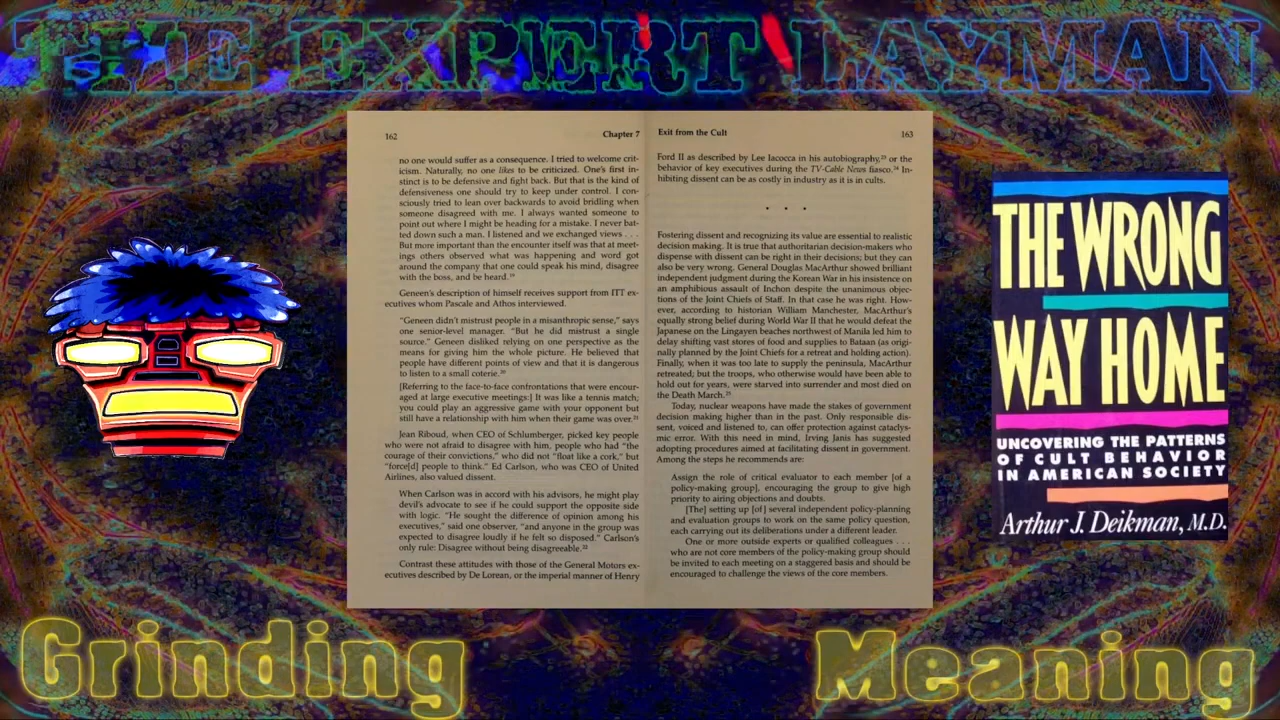 THE EXPERT LAYMAN
162
Chapter 7
no one would suffer as a consequence. I tried to welcome crit-
icism. Naturally, no one likes to be criticized. One's first in-
stinct is to be defensive and fight back. But that is the kind of
defensiveness one should try to keep under control. I con-
sciously tried to lean over backwards to avoid bridling when
someone disagreed with me. I always wanted someone to
point out where I might be heading for a mistake. I never bat-
ted down such a man. I listened and we exchanged views . . .
But more important than the encounter itself was that at meet-
ings others observed what was happening and word got
around the company that one could speak his mind, disagree
with the boss, and be heard.19
Geneen's description of himself receives support from ITT ex-
ecutives whom Pascale and Athos interviewed.
"Geneen didn't mistrust people in a misanthropic sense," says
one senior-level manager. "But he did mistrust a single
source." Geneen disliked relying on one perspective as the
means for giving him the whole picture. He believed that
people have different points of view and that it is dangerous
to listen to a small coterie.20
[Referring to the face-to-face confrontations that were encour-
aged at large executive meetings:] It was like a tennis match;
you could play an aggressive game with your opponent but
still have a relationship with him when their game was over.21
Jean Riboud, when CEO of Schlumberger, picked key people
who were not afraid to disagree with him, people who had "the
courage of their convictions," who did not "float like a cork," but
"force[d] people to think." Ed Carlson, who was CEO of United
Airlines, also valued dissent.
When Carlson was in accord with his advisors, he might play
devil's advocate to see if he could support the opposite side
with logic. "He sought the difference of opinion among his
executives," said one observer, "and anyone in the group was
expected to disagree loudly if he felt so disposed." Carlson's
only rule: Disagree without being disagreeable.22
Contrast these attitudes with those of the General Motors ex-
ecutives described by De Lorean, or the imperial manner of Henry
Exit from the Cult
163
Ford II as described by Lee Iacocca in his autobiography,23 or the
behavior of key executives during the TV-Cable News fiasco.24 In-
hibiting dissent can be as costly in industry as it is in cults.
• • •
Fostering dissent and recognizing its value are essential to realistic
decision making. It is true that authoritarian decision-makers who
dispense with dissent can be right in their decisions; but they can
also be very wrong. General Douglas MacArthur showed brilliant
independent judgment during the Korean War in his insistence on
an amphibious assault of Inchon despite the unanimous objec-
tions of the Joint Chiefs of Staff. In that case he was right. How-
ever, according to historian William Manchester, MacArthur's
equally strong belief during World War II that he would defeat the
Japanese on the Lingayen beaches northwest of Manila led him to
delay shifting vast stores of food and supplies to Bataan (as origi-
nally planned by the Joint Chiefs for a retreat and holding action).
Finally, when it was too late to supply the peninsula, MacArthur
retreated; but the troops, who otherwise would have been able to
hold out for years, were starved into surrender and most died on
the Death March.25
Today, nuclear weapons have made the stakes of government
decision making higher than in the past. Only responsible dis-
sent, voiced and listened to, can offer protection against cataclys-
mic error. With this need in mind, Irving Janis has suggested
adopting procedures aimed at facilitating dissent in government.
Among the steps he recommends are:
Assign the role of critical evaluator to each member [of a
policy-making group], encouraging the group to give high
priority to airing objections and doubts.
[The] setting up [of] several independent policy-planning
and evaluation groups to work on the same policy question,
each carrying out its deliberations under a different leader.
One or more outside experts or qualified colleagues . . .
who are not core members of the policy-making group should
be invited to each meeting on a staggered basis and should be
encouraged to challenge the views of the core members.
THE WRONG
WAY HOME
UNCOVERING THE PATTERNS
OF CULT BEHAVIOR
IN AMERICAN SOCIETY
Arthur J. Deikman, M.D.
Grinding
Meaning